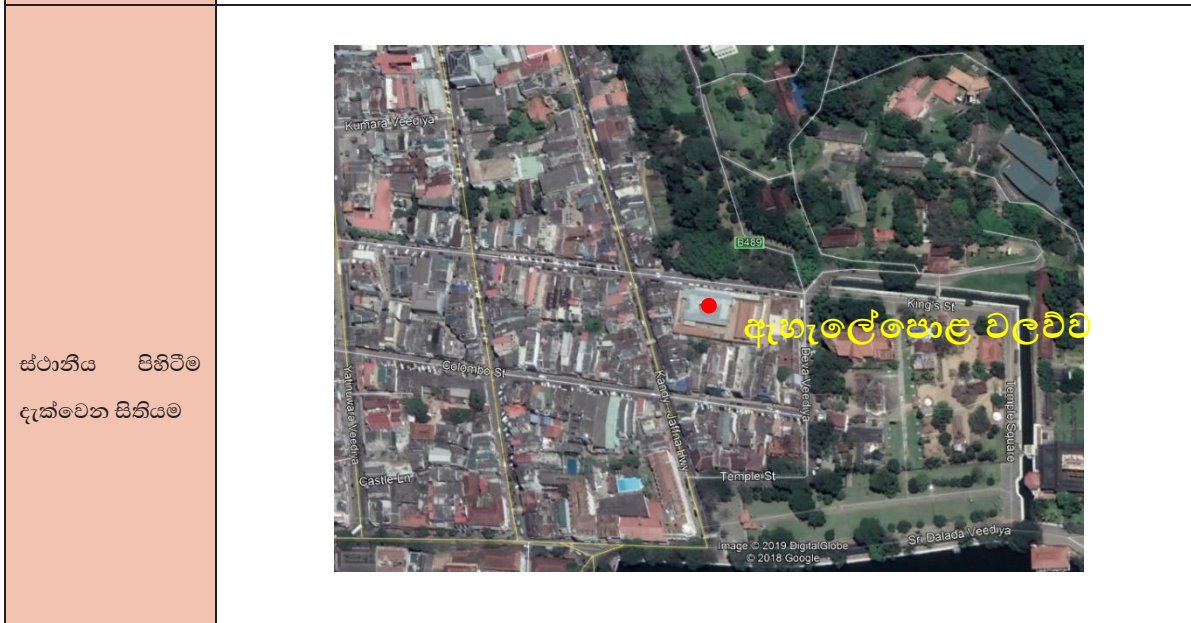 ස්ථානීය පිහිටීම
දැක්වෙන සිතියම
Kumara Veediya
B489
King's St
ඇහැලේපොළ වලව්ව
Colombo St
Yatinuwara Veediya
Kandy - Jaffna Hwy
Deva Veediya
Temple Square
Castle Ln
Temple St
Sri Dalada Veediya
Image © 2019 DigitalGlobe
© 2018 Google